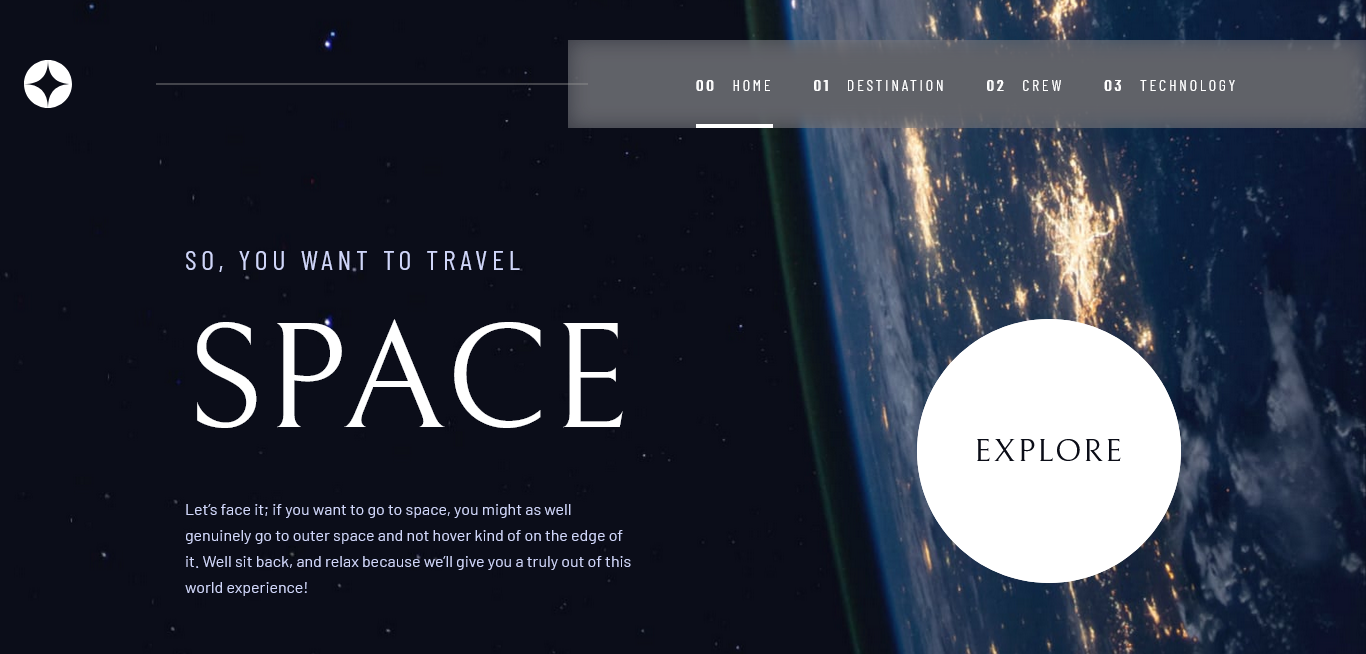 00 HOME 01 DESTINATION 02 CREW 03 TECHNOLOGY
SO, YOU WANT TO TRAVEL
SPACE
EXPLORE
Let’s face it; if you want to go to space, you might as well
genuinely go to outer space and not hover kind of on the edge of
it. Well sit back, and relax because we’ll give you a truly out of this
world experience!